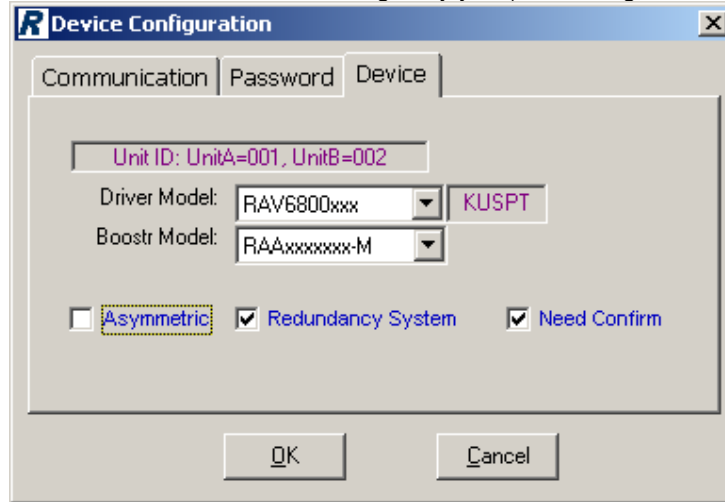 R Device Configuration
Communication Password Device
Unit ID: UnitA=001, UnitB=002
Driver Model: RAV6800xxx KUSPT
Boostr Model: RAAxxxxxxx-M
Asymmetric Redundancy System Need Confirm
OK Cancel